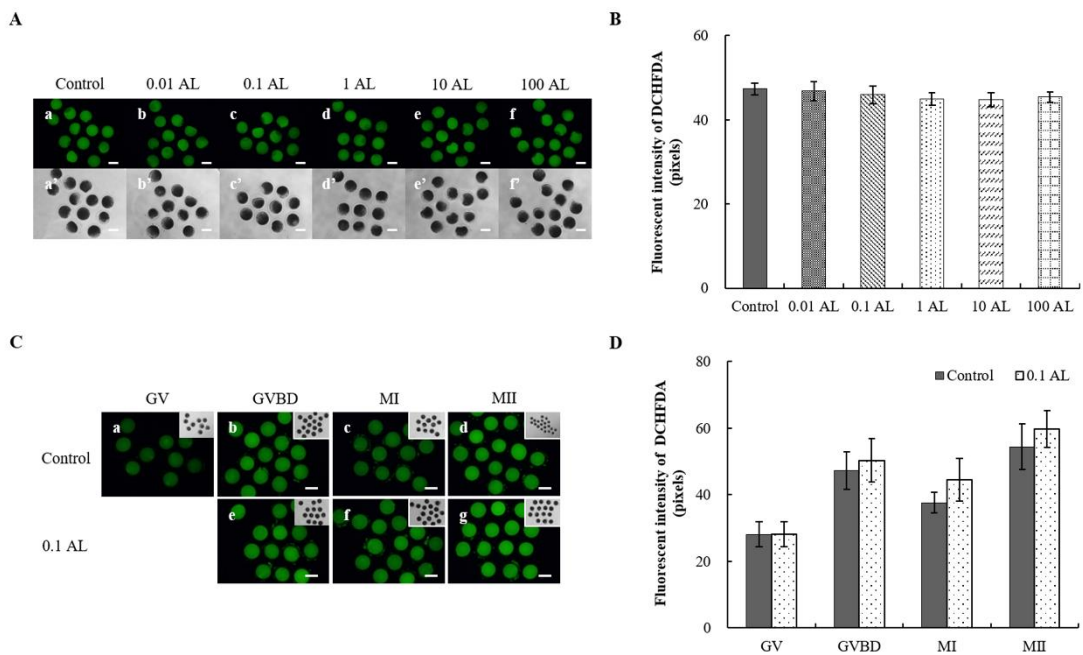 A
Control 0.01 AL 0.1 AL 1 AL 10 AL 100 AL
a b c d e f
a’ b’ c’ d’ e’ f’
B
Fluorescent intensity of DCHFDA
(pixels)
60
40
20
0
Control 0.01 AL 0.1 AL 1 AL 10 AL 100 AL
C
GV GVBD MI MII
Control
a b c d
0.1 AL
e f g
D
Fluorescent intensity of DCHFDA
(pixels)
80
60
40
20
0
Control 0.1 AL
GV GVBD MI MII